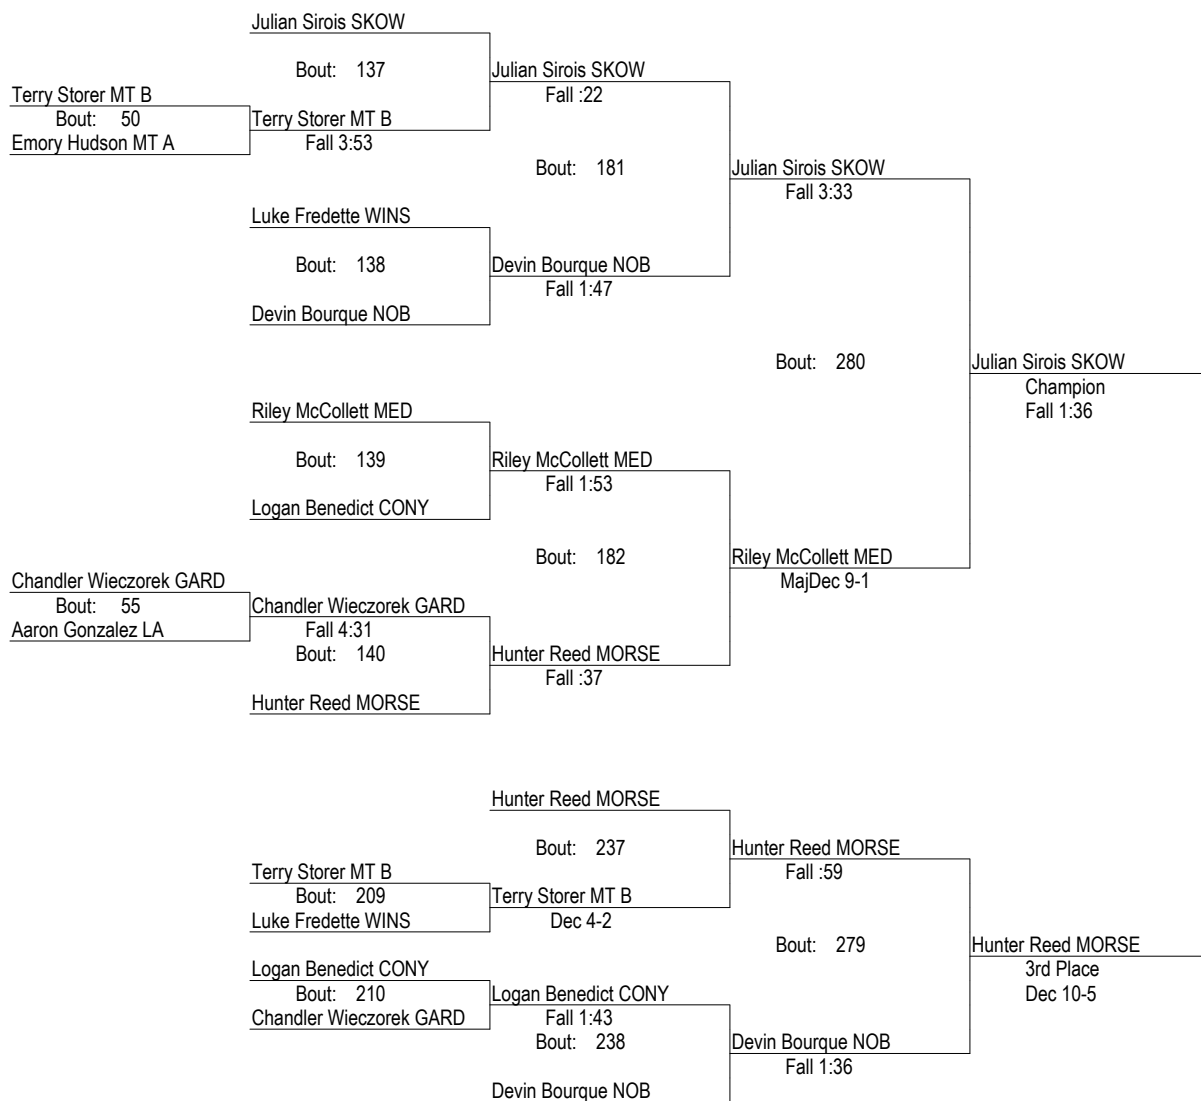 Julian Sirois SKOW
Bout: 137
Julian Sirois SKOW
Fall :22
Terry Storer MT B
Bout: 50
Emory Hudson MT A
Terry Storer MT B
Fall 3:53
Bout: 181
Julian Sirois SKOW
Fall 3:33
Luke Fredette WINS
Bout: 138
Devin Bourque NOB
Fall 1:47
Devin Bourque NOB
Bout: 280
Julian Sirois SKOW
Champion
Fall 1:36
Riley McCollett MED
Bout: 139
Riley McCollett MED
Fall 1:53
Logan Benedict CONY
Bout: 182
Riley McCollett MED
MajDec 9-1
Chandler Wieczorek GARD
Bout: 55
Aaron Gonzalez LA
Chandler Wieczorek GARD
Fall 4:31
Bout: 140
Hunter Reed MORSE
Fall :37
Hunter Reed MORSE
Hunter Reed MORSE
Bout: 237
Hunter Reed MORSE
Fall :59
Terry Storer MT B
Bout: 209
Luke Fredette WINS
Terry Storer MT B
Dec 4-2
Bout: 279
Hunter Reed MORSE
3rd Place
Dec 10-5
Logan Benedict CONY
Bout: 210
Chandler Wieczorek GARD
Logan Benedict CONY
Fall 1:43
Bout: 238
Devin Bourque NOB
Fall 1:36
Devin Bourque NOB